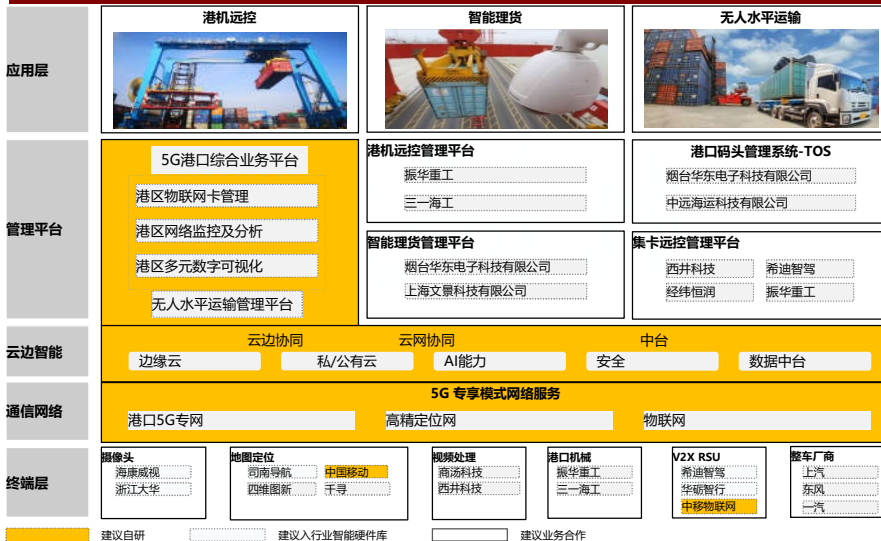 港机远控
智能理货
无人水平运输
应用层
管理平台
5G港口综合业务平台
港区物联网卡管理
港区网络监控及分析
港区多元数字可视化
无人水平运输管理平台
港机远控管理平台
振华重工
三一海工
港口码头管理系统-TOS
烟台华东电子科技有限公司
中远海运科技有限公司
智能理货管理平台
烟台华东电子科技有限公司
上海文景科技有限公司
集卡远控管理平台
西井科技 希迪智驾
经纬恒润 振华重工
云边智能
云边协同 云网协同 中台
边缘云 私/公有云 AI能力 安全 数据中台
通信网络
5G 专享模式网络服务
港口5G专网 高精定位网 物联网
终端层
摄像头
海康威视
浙江大华
地图定位
司南导航 中国移动
四维图新 千寻
视频处理
商汤科技
西井科技
港口机械
振华重工
三一海工
V2X RSU
希迪智驾
华砺智行
中移物联网
整车厂商
上汽
东风
一汽
建议自研 建议入行业智能硬件库 建议业务合作